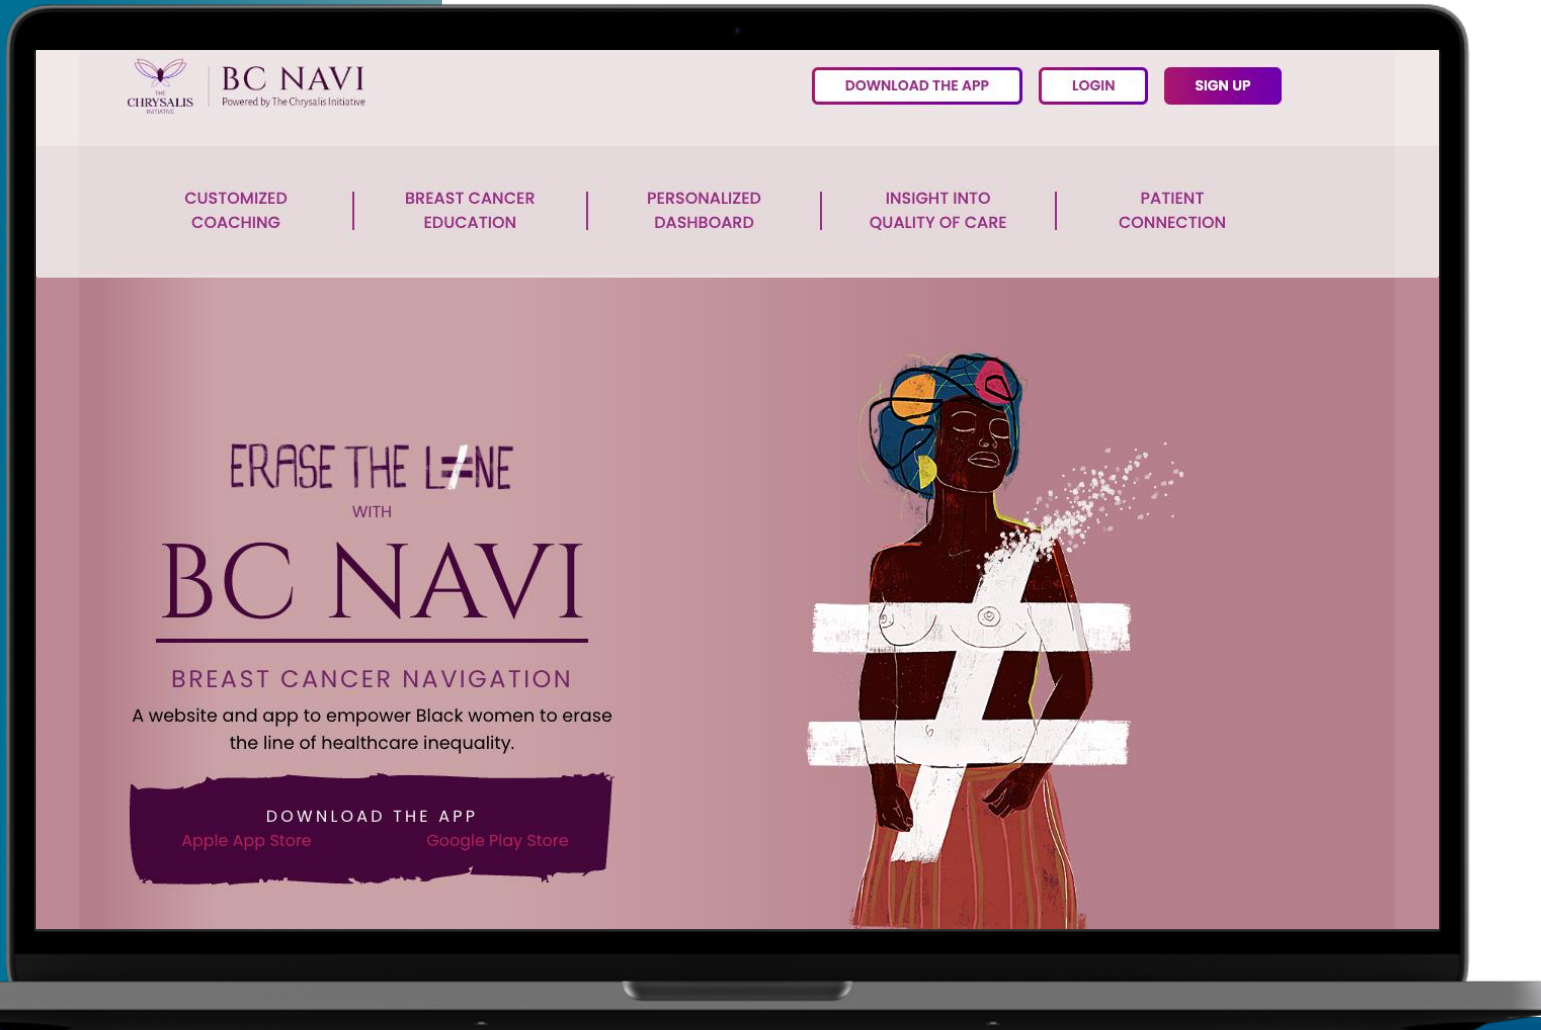 THE
CHRYSALIS
INITIATIVE
BC NAVI
Powered by The Chrysalis Initiative
DOWNLOAD THE APP
LOGIN
SIGN UP
CUSTOMIZED
COACHING
BREAST CANCER
EDUCATION
PERSONALIZED
DASHBOARD
INSIGHT INTO
QUALITY OF CARE
PATIENT
CONNECTION
ERASE THE L≠NE
WITH
BC NAVI
BREAST CANCER NAVIGATION
A website and app to empower Black women to erase
the line of healthcare inequality.
DOWNLOAD THE APP
Apple App Store
Google Play Store